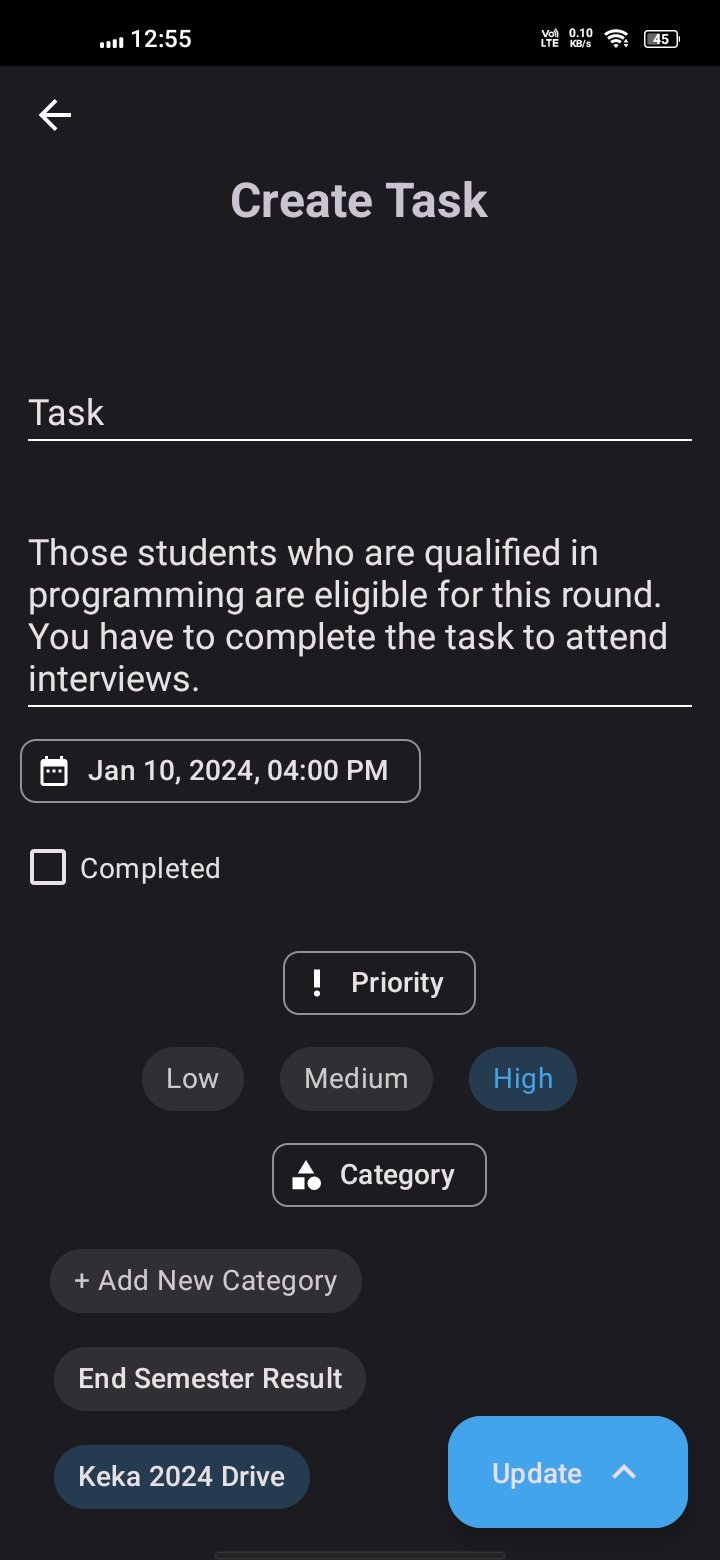 12:55
Vo) LTE
0.10 KB/s
45
Create Task
Task
Those students who are qualified in
programming are eligible for this round.
You have to complete the task to attend
interviews.
Jan 10, 2024, 04:00 PM
Completed
! Priority
Low Medium High
Category
+ Add New Category
End Semester Result
Keka 2024 Drive
Update